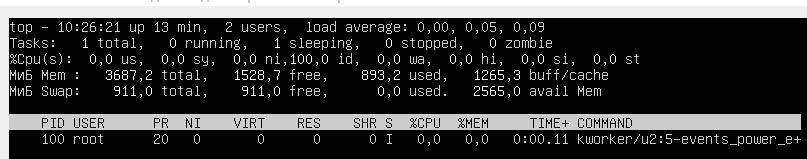 top - 10:26:21 up 13 min,  2 users,  load average: 0,00, 0,05, 0,09
Tasks:   1 total,   0 running,   1 sleeping,   0 stopped,   0 zombie
%Cpu(s):  0,0 us,  0,0 sy,  0,0 ni,100,0 id,  0,0 wa,  0,0 hi,  0,0 si,  0,0 st
МиБ Mem :   3687,2 total,   1528,7 free,    893,2 used,   1265,3 buff/cache
МиБ Swap:    911,0 total,    911,0 free,      0,0 used.   2565,0 avail Mem
PID USER      PR  NI    VIRT    RES    SHR S  %CPU  %MEM     TIME+ COMMAND
100 root      20   0       0      0      0 I   0,0   0,0   0:00.11 kworker/u2:5-events_power_e+